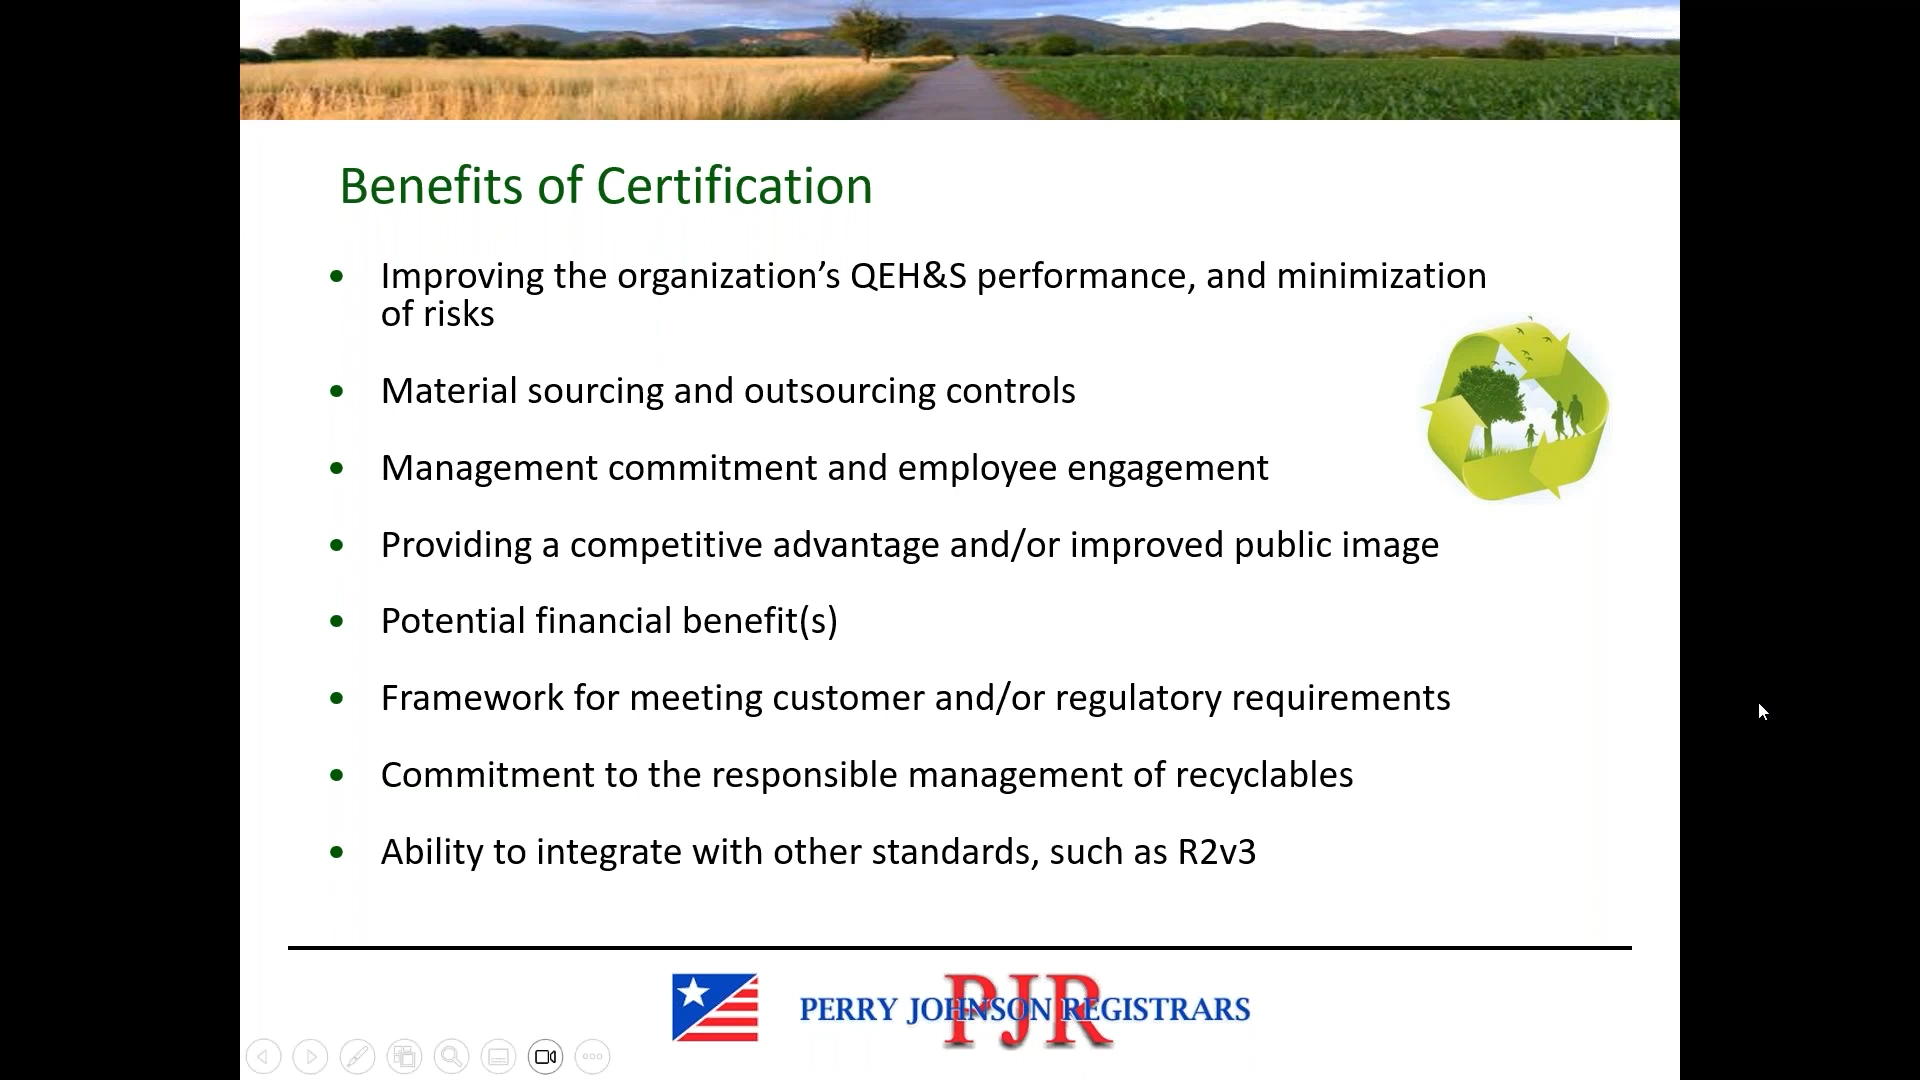 Benefits of Certification
• Improving the organization’s QEH&S performance, and minimization
of risks
• Material sourcing and outsourcing controls
• Management commitment and employee engagement
• Providing a competitive advantage and/or improved public image
• Potential financial benefit(s)
• Framework for meeting customer and/or regulatory requirements
• Commitment to the responsible management of recyclables
• Ability to integrate with other standards, such as R2v3
PJR
PERRY JOHNSON REGISTRARS